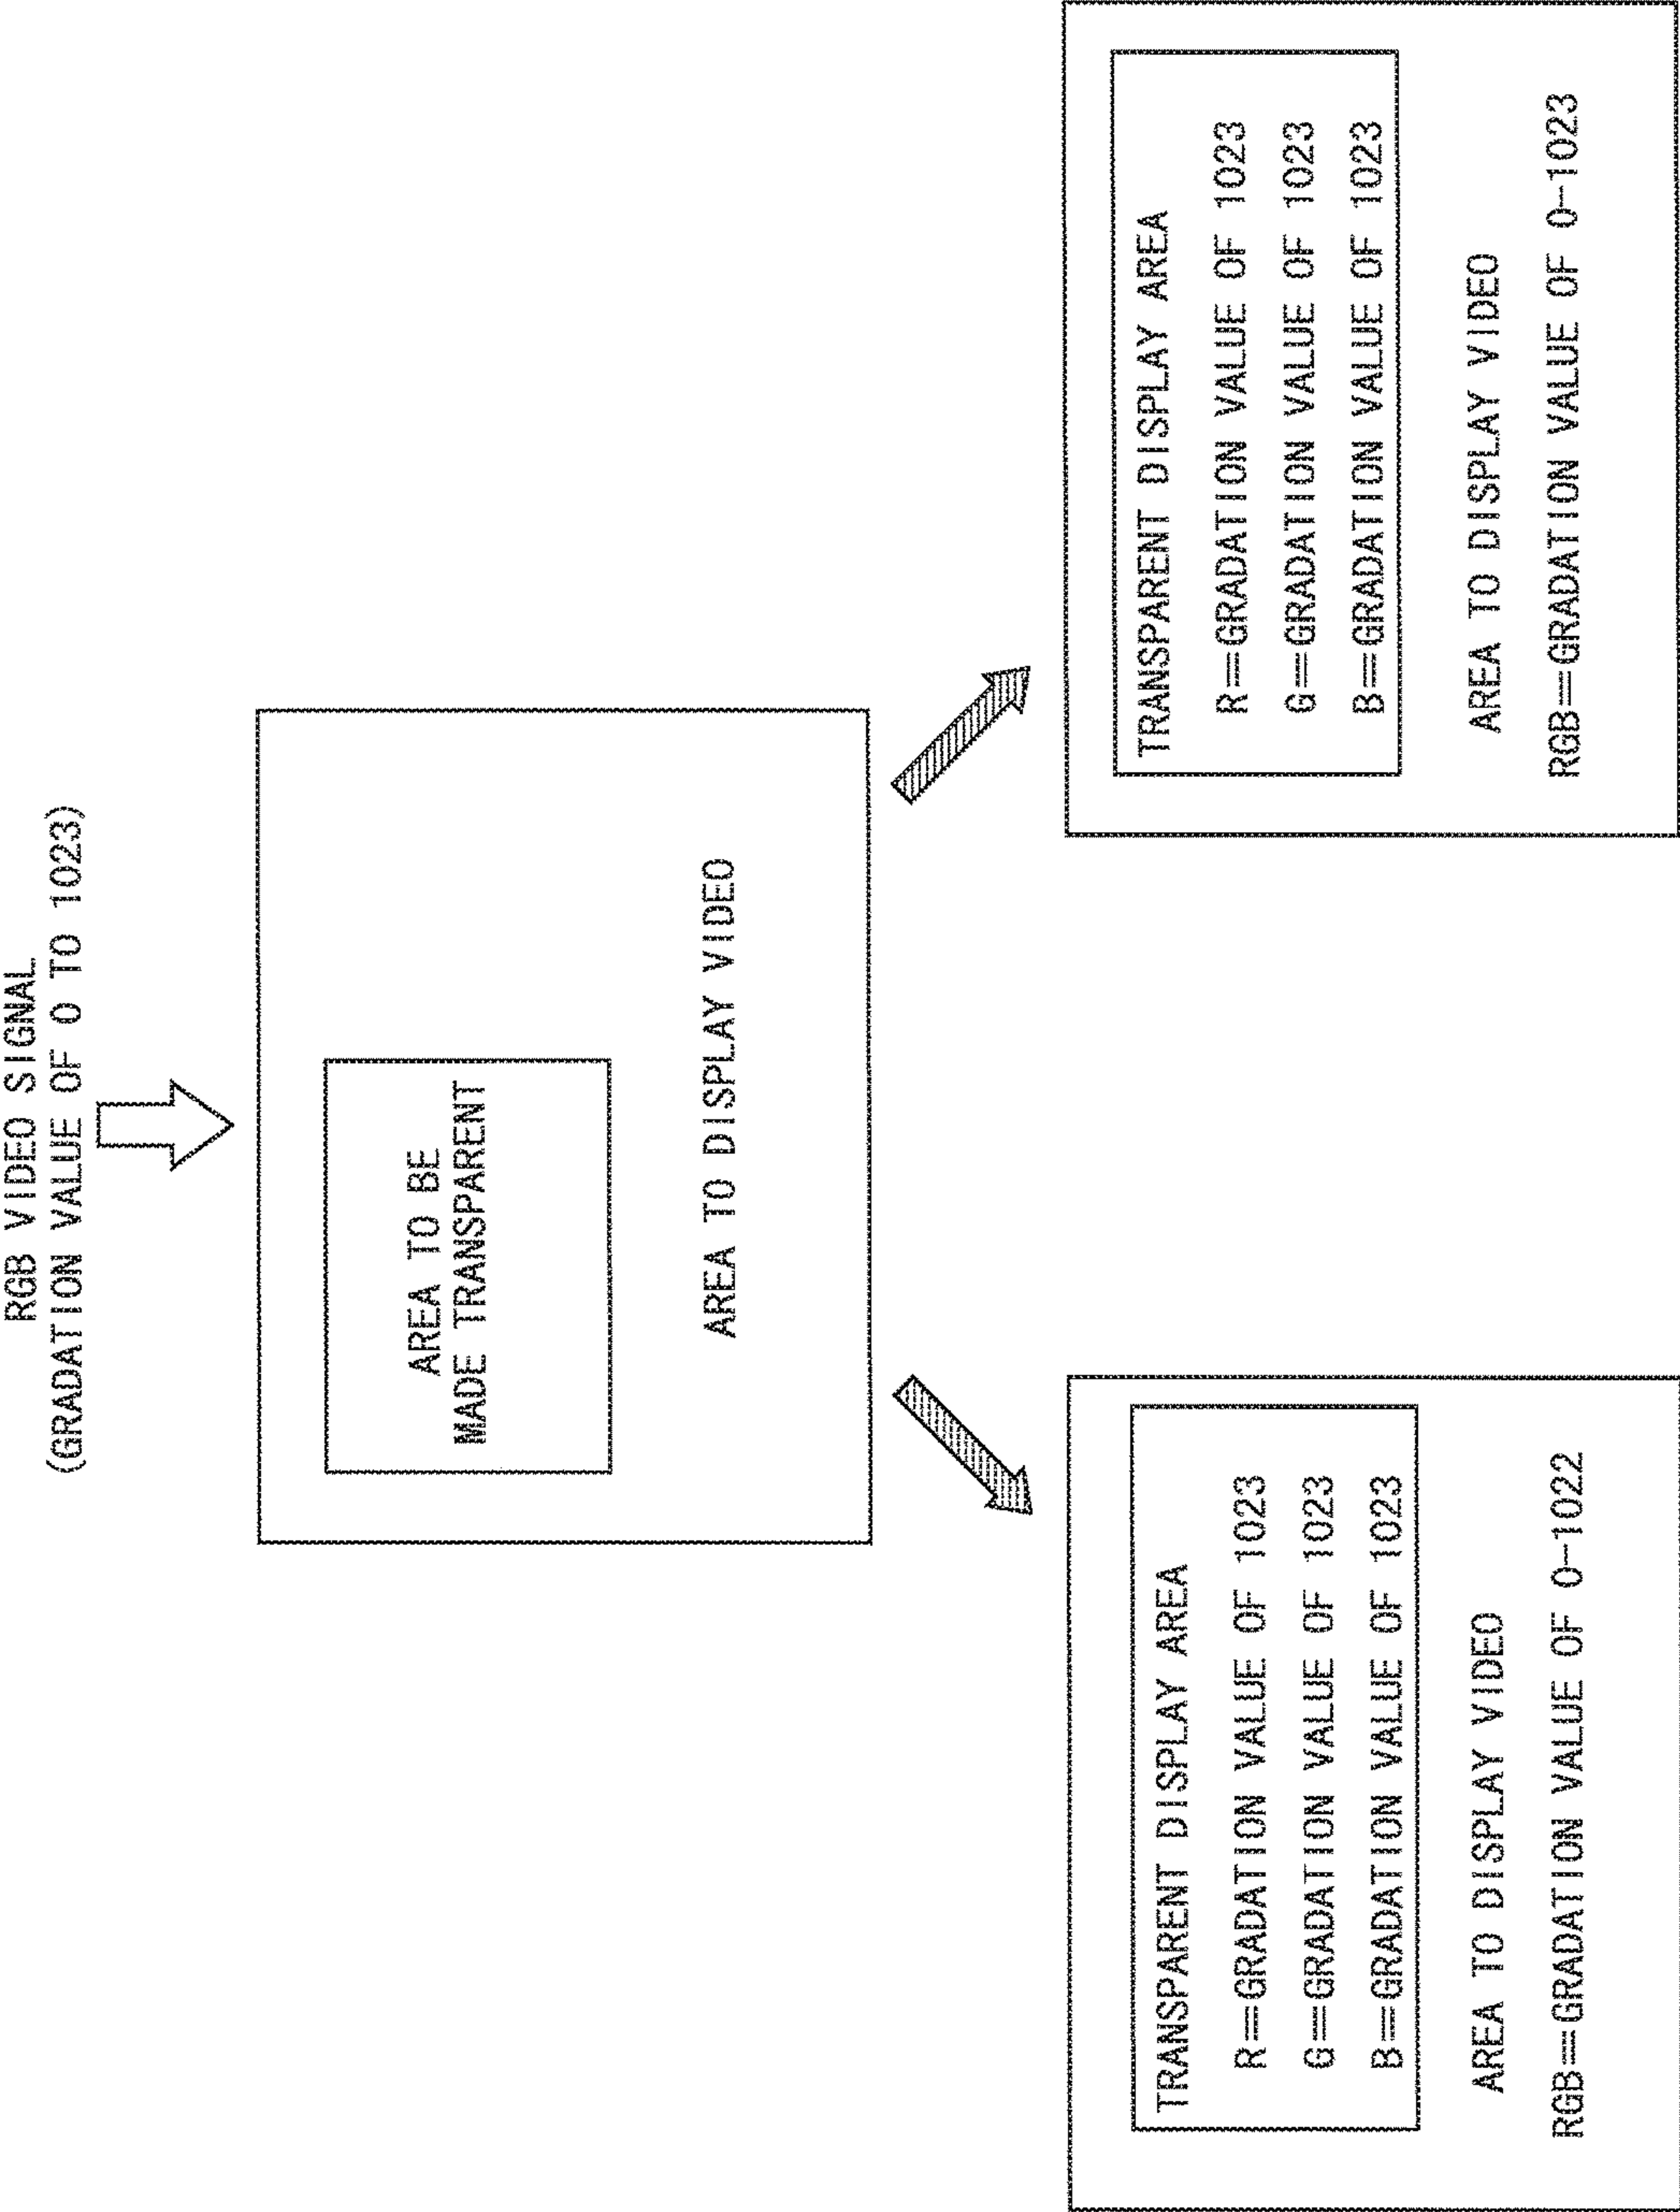 RGB VIDEO SIGNAL
(GRADATION VALUE OF 0 TO 1023)
AREA TO BE
MADE TRANSPARENT
AREA TO DISPLAY VIDEO
TRANSPARENT DISPLAY AREA
R=GRADATION VALUE OF 1023
G=GRADATION VALUE OF 1023
B=GRADATION VALUE OF 1023
AREA TO DISPLAY VIDEO
RGB=GRADATION VALUE OF 0-1022
TRANSPARENT DISPLAY AREA
R=GRADATION VALUE OF 1023
G=GRADATION VALUE OF 1023
B=GRADATION VALUE OF 1023
AREA TO DISPLAY VIDEO
RGB=GRADATION VALUE OF 0-1023